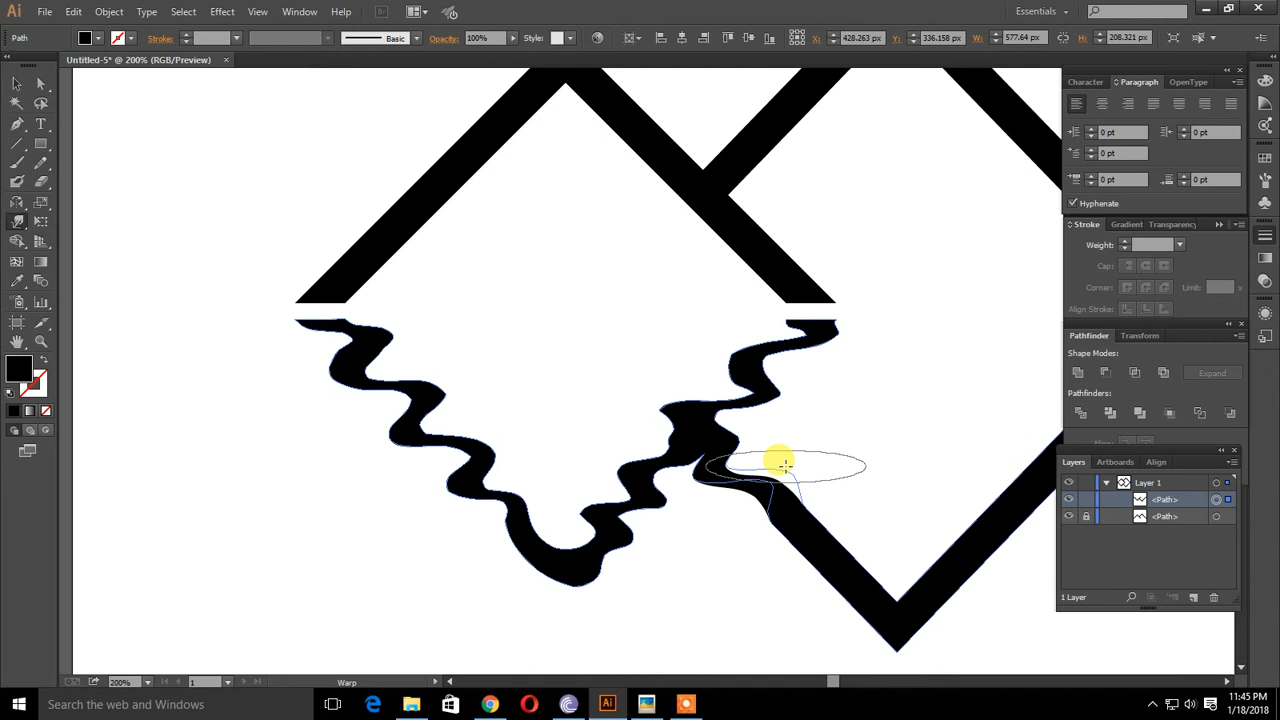 Ai File Edit Object Type Select Effect View Window Help Br Essentials
Path Stroke: Basic Opacity: 100% Style: X: 428.263 px Y: 336.158 px W: 577.64 px H: 208.321 px
Untitled-5* @ 200% (RGB/Preview) ×
Character Paragraph OpenType
0 pt 0 pt
0 pt
0 pt 0 pt
Hyphenate
Stroke Gradient Transparency
Weight:
Cap:
Corner: Limit:
Align Stroke:
Pathfinder Transform
Shape Modes:
Expand
Pathfinders:
Layers Artboards Align
Layer 1
<Path>
<Path>
1 Layer
200% 1 Warp
Search the web and Windows
Ai
11:45 PM
1/18/2018